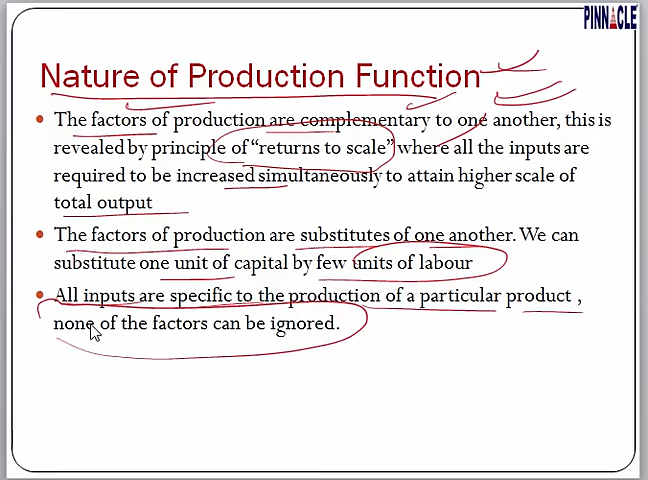 PINNACLE
Nature of Production Function
The factors of production are complementary to one another, this is
revealed by principle of "returns to scale" where all the inputs are
required to be increased simultaneously to attain higher scale of
total output
The factors of production are substitutes of one another. We can
substitute one unit of capital by few units of labour
All inputs are specific to the production of a particular product ,
none of the factors can be ignored.